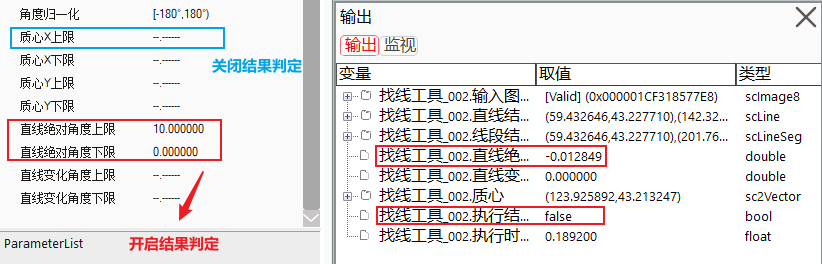 角度归一化 [-180°,180°)
质心X上限 --.------
关闭结果判定
质心X下限 --.------
质心Y上限 --.------
质心Y下限 --.------
直线绝对角度上限 10.000000
直线绝对角度下限 0.000000
直线变化角度上限 --.------
直线变化角度下限 --.------
开启结果判定
ParameterList
输出
输出 监视
变量 取值 类型
找线工具_002.输入图... [Valid] (0x000001CF318577E8) scImage8
找线工具_002.直线结... (59.432646,43.227710),(142.32... scLine
找线工具_002.线段结... (59.432646,43.227710),(201.76... scLineSeg
找线工具_002.直线绝... -0.012849 double
找线工具_002.直线变... 0.000000 double
找线工具_002.质心 (123.925892,43.213247) sc2Vector
找线工具_002.执行结... false bool
找线工具_002.执行时... 0.189200 float